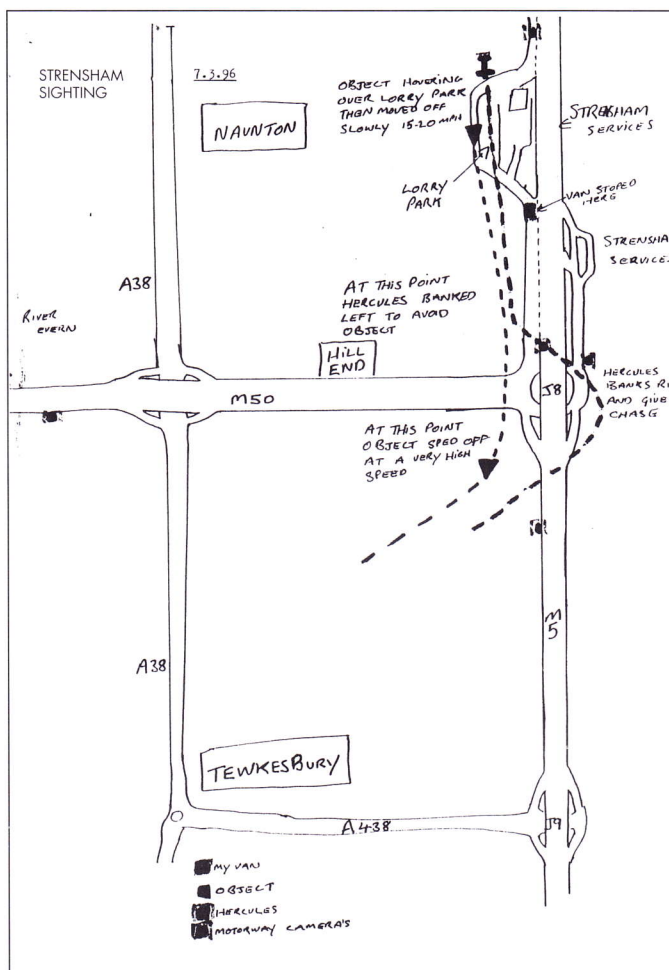 STRENSHAM
SIGHTING
7.3.96
NAUNTON
OBJECT HOVERING
OVER LORRY PARK
THEN MOVED OFF
SLOWLY 15-20 MPH
STRENSHAM
SERVICES
LORRY
PARK
VAN STOPED
HERE
STRENSHA
SERVICE
A38
AT THIS POINT
HERCULES BANKED
LEFT TO AVOID
OBJECT
RIVER
EVERN
HILL
END
M50
J8
HERCULES
BANKS RI
AND GIVE
CHASE
AT THIS POINT
OBJECT SPED OFF
AT A VERY HIGH
SPEED
M
5
A38
TEWKESBURY
A438
J9
MY VAN
OBJECT
HERCULES
MOTORWAY CAMERA'S